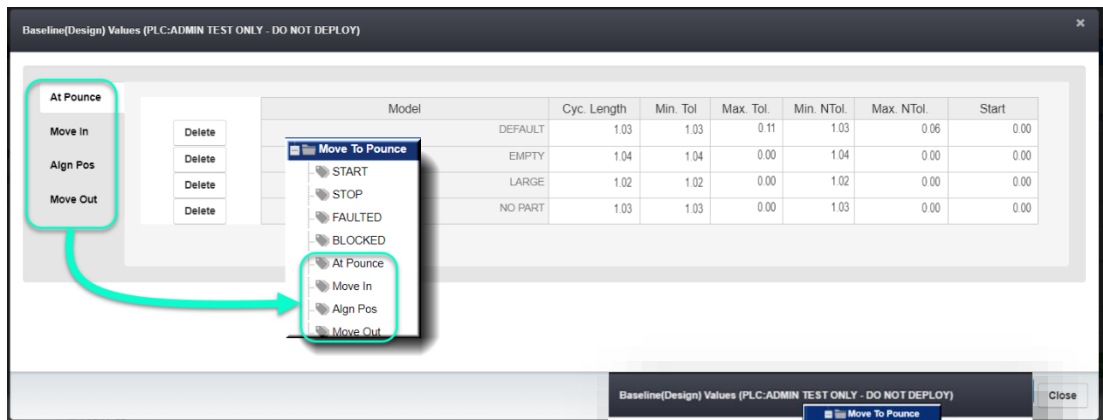 Baseline(Design) Values (PLC:ADMIN TEST ONLY - DO NOT DEPLOY)
×
At Pounce
Move In
Algn Pos
Move Out
Model Cyc. Length Min. Tol Max. Tol. Min. NTol. Max. NTol. Start
Delete DEFAULT 1.03 1.03 0.11 1.03 0.06 0.00
Delete EMPTY 1.04 1.04 0.00 1.04 0.00 0.00
Delete LARGE 1.02 1.02 0.00 1.02 0.00 0.00
Delete NO PART 1.03 1.03 0.00 1.03 0.00 0.00
Move To Pounce
START
STOP
FAULTED
BLOCKED
At Pounce
Move In
Algn Pos
Move Out
Baseline(Design) Values (PLC:ADMIN TEST ONLY - DO NOT DEPLOY)
Close
Move To Pounce